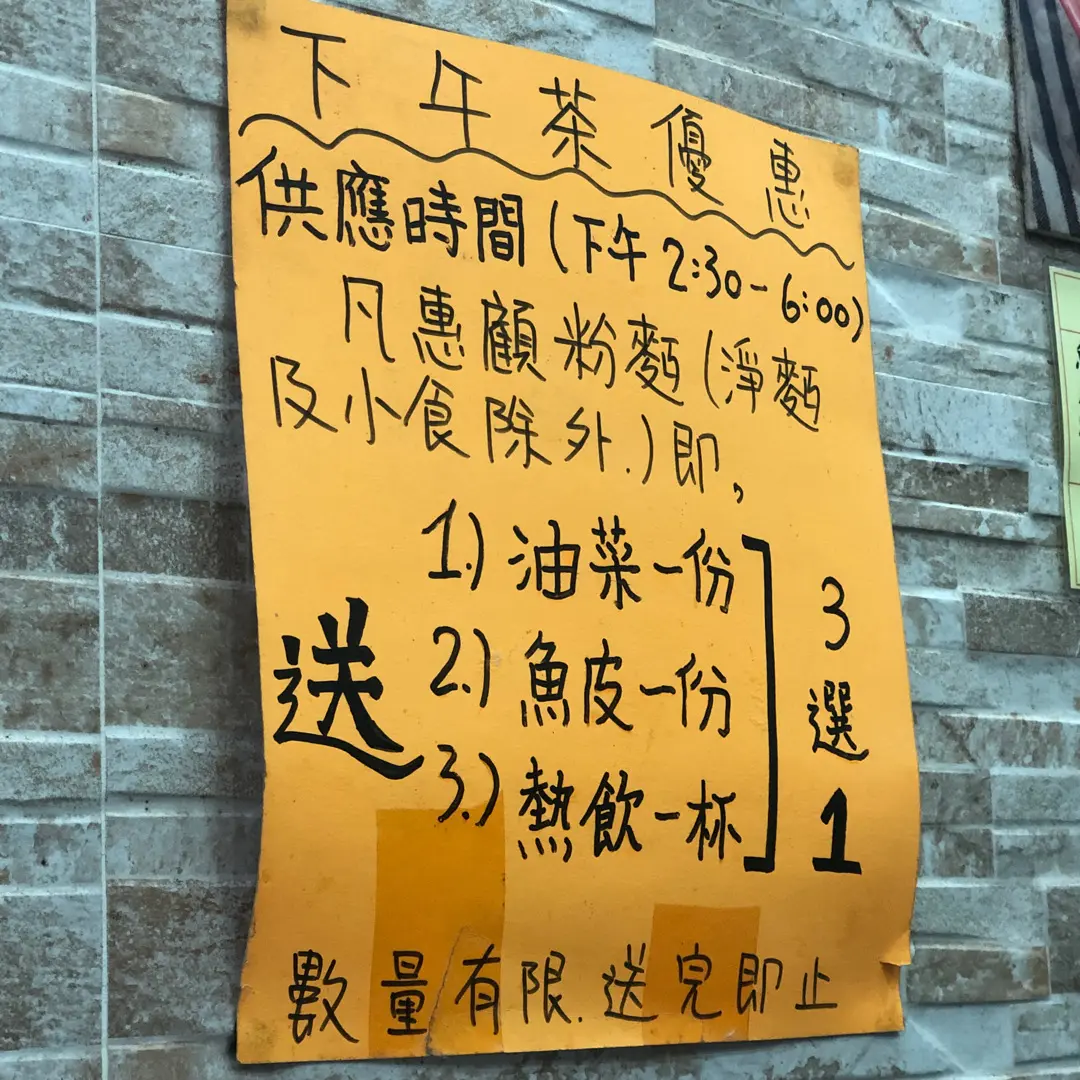 下午茶優惠
供應時間(下午2:30-6:00)
凡惠顧粉麵(淨麵
及小食除外.)即,
送
1.)油菜一份
2.)魚皮一份
3.)熱飲一杯
3選1
數量有限.送完即止